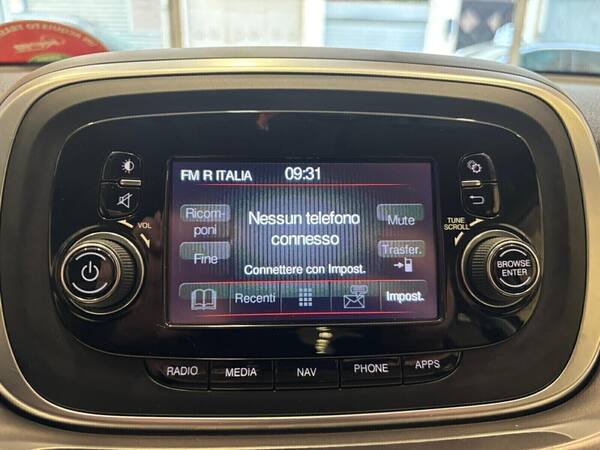 FM R ITALIA 09:31
Ricom-
poni
Nessun telefono
connesso
Mute
Fine
Trasfer.
Connettere con Impost.
Recenti
Impost.
VOL
TUNE
SCROLL
BROWSE
ENTER
RADIO MEDIA NAV PHONE APPS